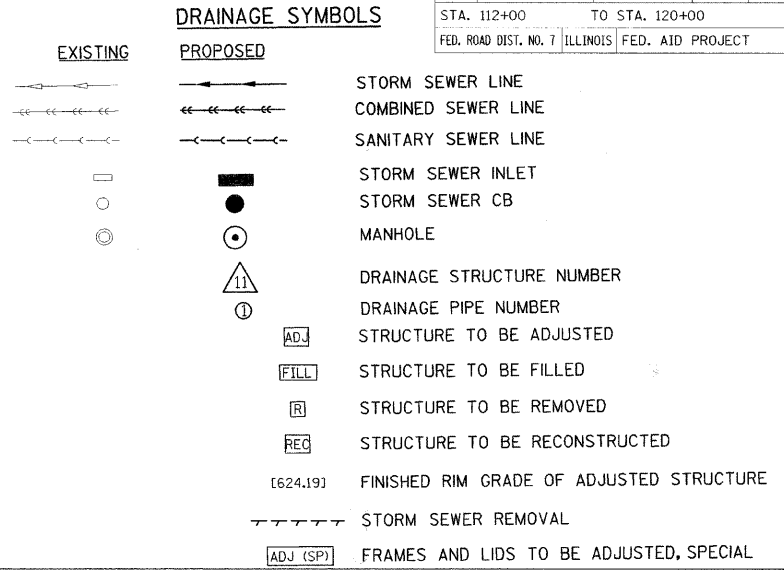 DRAINAGE SYMBOLS
STA. 112+00 TO STA. 120+00
FED. ROAD DIST. NO. 7 ILLINOIS FED. AID PROJECT
EXISTING PROPOSED
STORM SEWER LINE
COMBINED SEWER LINE
SANITARY SEWER LINE
STORM SEWER INLET
STORM SEWER CB
MANHOLE
11 DRAINAGE STRUCTURE NUMBER
1 DRAINAGE PIPE NUMBER
ADJ STRUCTURE TO BE ADJUSTED
FILL STRUCTURE TO BE FILLED
R STRUCTURE TO BE REMOVED
REC STRUCTURE TO BE RECONSTRUCTED
[624.19] FINISHED RIM GRADE OF ADJUSTED STRUCTURE
STORM SEWER REMOVAL
ADJ (SP) FRAMES AND LIDS TO BE ADJUSTED, SPECIAL